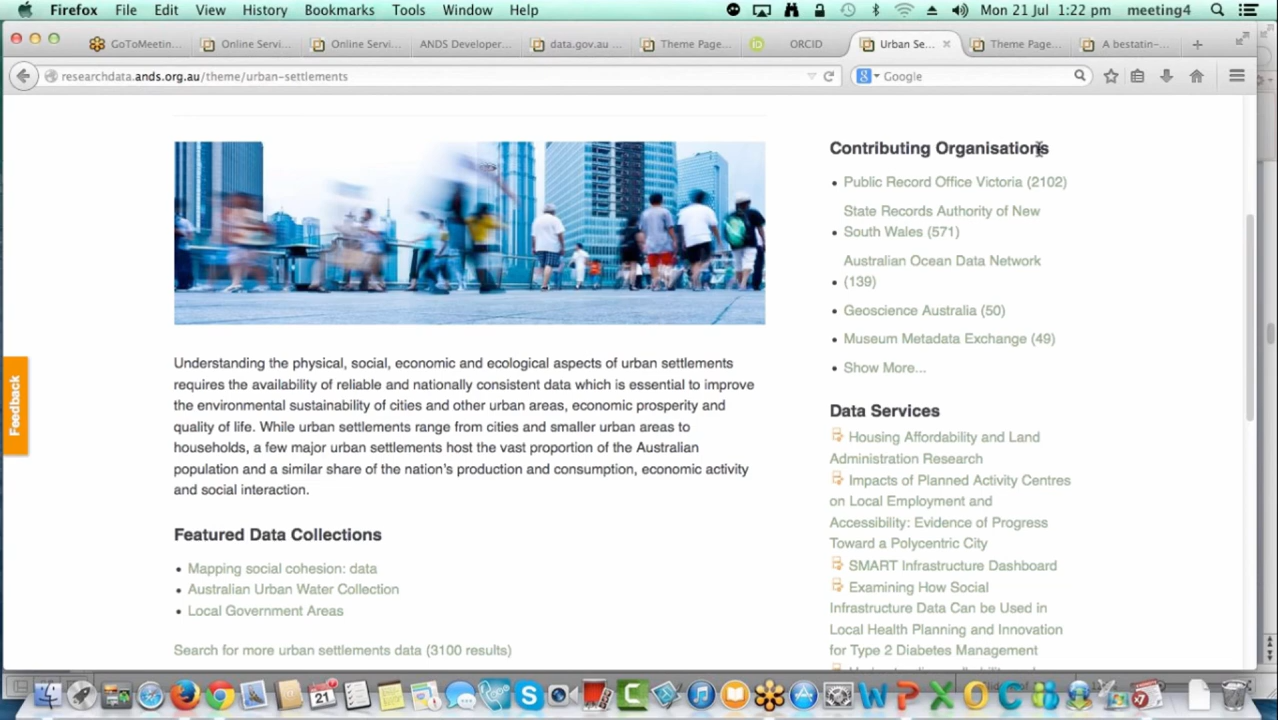 Firefox File Edit View History Bookmarks Tools Window Help Mon 21 Jul 1:22 pm meeting4
GoToMeetin... Online Servi... Online Servi... ANDS Developer... data.gov.au ... Theme Page... ORCID Urban Se... Theme Page... A bestatin-...
researchdata.ands.org.au/theme/urban-settlements Google
Contributing Organisations
Public Record Office Victoria (2102)
State Records Authority of New
South Wales (571)
Australian Ocean Data Network
(139)
Geoscience Australia (50)
Museum Metadata Exchange (49)
Show More...
Feedback
Understanding the physical, social, economic and ecological aspects of urban settlements
requires the availability of reliable and nationally consistent data which is essential to improve
the environmental sustainability of cities and other urban areas, economic prosperity and
quality of life. While urban settlements range from cities and smaller urban areas to
households, a few major urban settlements host the vast proportion of the Australian
population and a similar share of the nation's production and consumption, economic activity
and social interaction.
Featured Data Collections
Mapping social cohesion: data
Australian Urban Water Collection
Local Government Areas
Search for more urban settlements data (3100 results)
Data Services
Housing Affordability and Land
Administration Research
Impacts of Planned Activity Centres
on Local Employment and
Accessibility: Evidence of Progress
Toward a Polycentric City
SMART Infrastructure Dashboard
Examining How Social
Infrastructure Data Can be Used in
Local Health Planning and Innovation
for Type 2 Diabetes Management
21